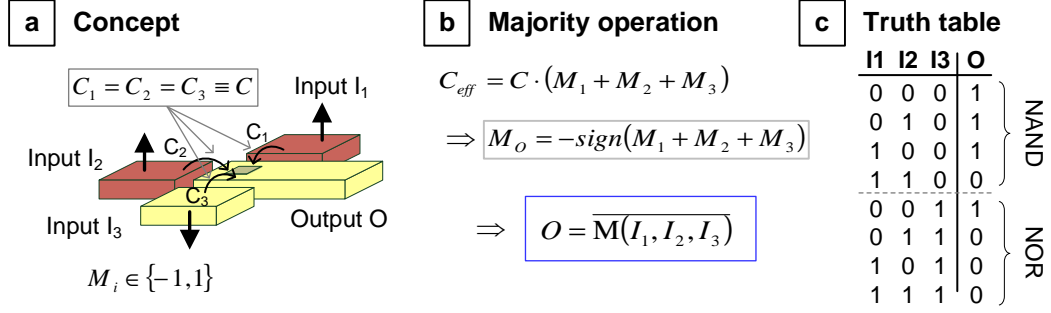 a Concept
C₁ = C₂ = C₃ ≡ C
Input I₁
C₁
C₂
Input I₂
C₃
Input I₃
Output O
Mᵢ ∈ {-1,1}
b Majority operation
C_eff = C · (M₁ + M₂ + M₃)
⇒ M_O = −sign(M₁ + M₂ + M₃)
⇒ O = \overline{M(I₁, I₂, I₃)}
c Truth table
I1 I2 I3 O
0 0 0 1
0 1 0 1
1 0 0 1
1 1 0 0
NAND
0 0 1 1
0 1 1 0
1 0 1 0
1 1 1 0
NOR